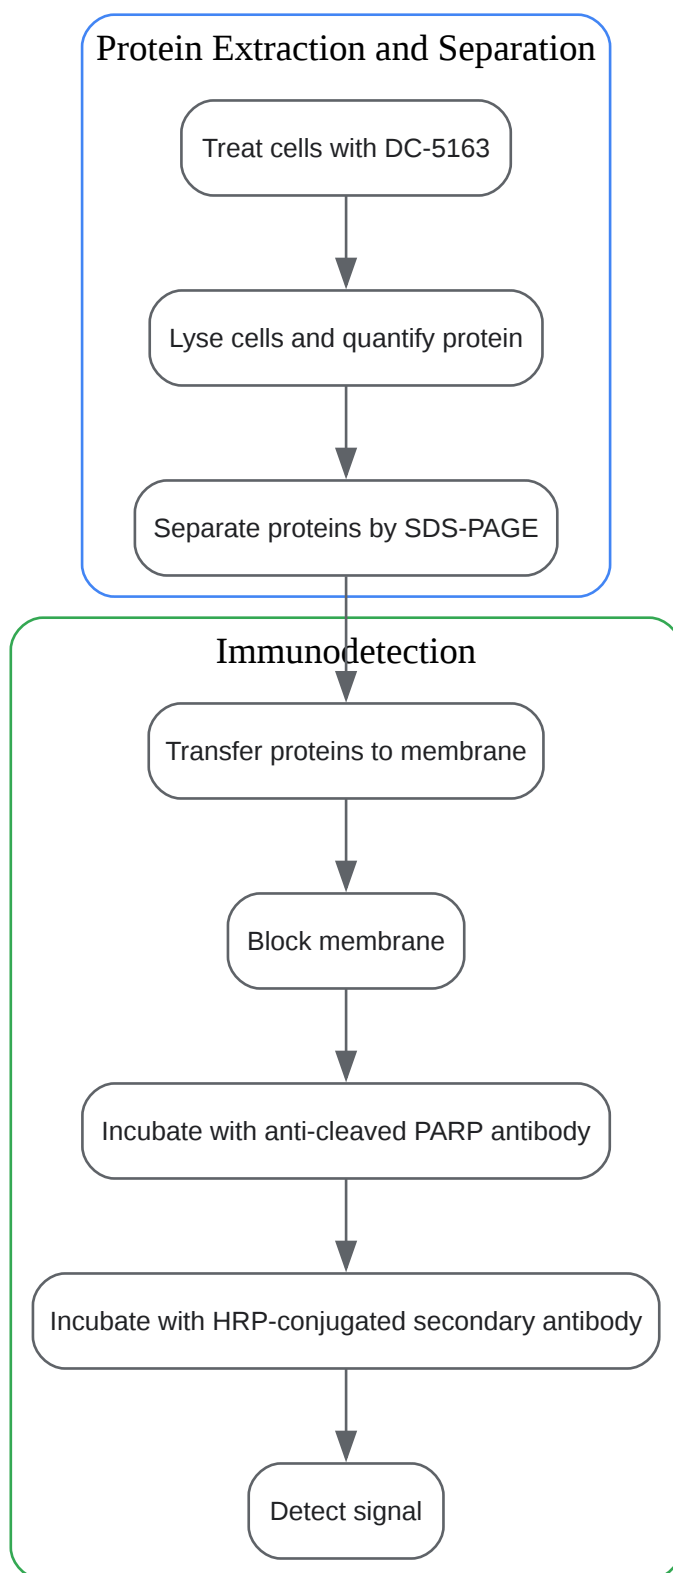 Protein Extraction and Separation
Treat cells with DC-5163
Lyse cells and quantify protein
Separate proteins by SDS-PAGE
Immunodetection
Transfer proteins to membrane
Block membrane
Incubate with anti-cleaved PARP antibody
Incubate with HRP-conjugated secondary antibody
Detect signal